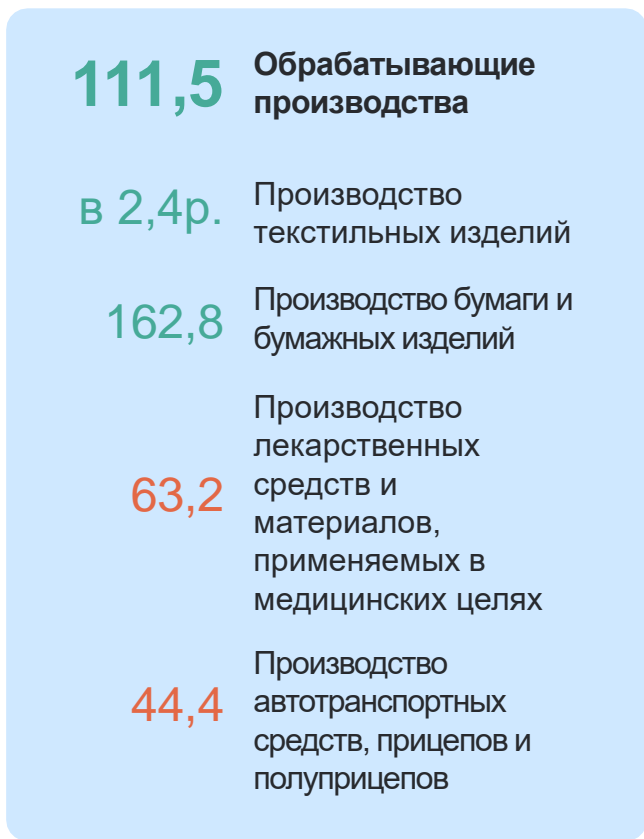 111,5
Обрабатывающие
производства
в 2,4р.
Производство
текстильных изделий
162,8
Производство бумаги и
бумажных изделий
63,2
Производство
лекарственных
средств и
материалов,
применяемых в
медицинских целях
44,4
Производство
автотранспортных
средств, прицепов и
полуприцепов